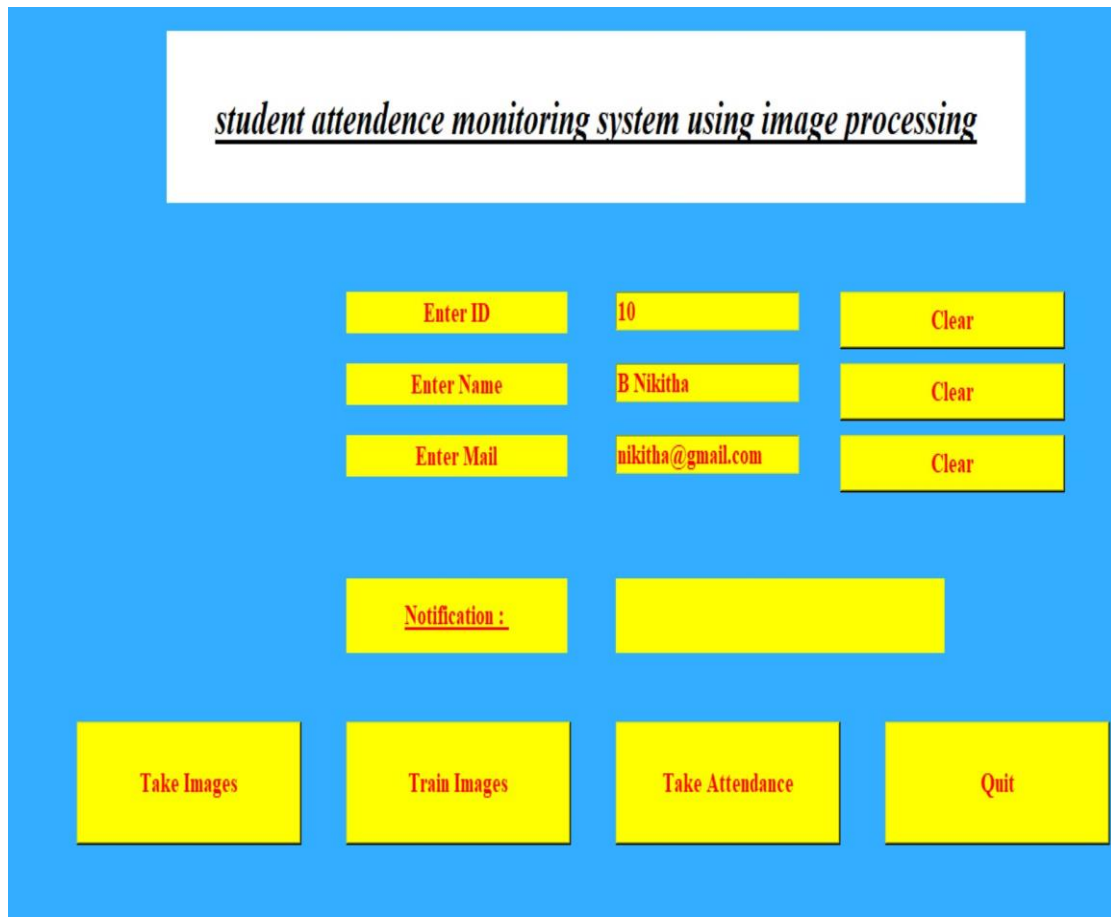 student attendence monitoring system using image processing
Enter ID 10 Clear
Enter Name B Nikitha Clear
Enter Mail nikitha@gmail.com Clear
Notification :
Take Images Train Images Take Attendance Quit